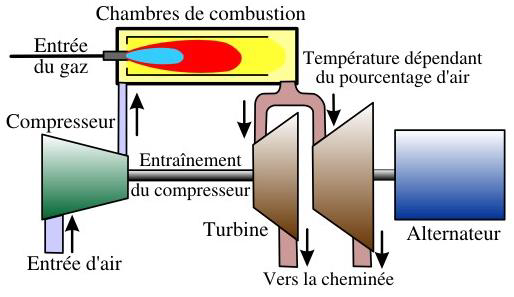 Chambres de combustion
Entrée
du gaz
Température dépendant
du pourcentage d'air
Compresseur
Entraînement
du compresseur
Turbine
Alternateur
Entrée d'air
Vers la cheminée